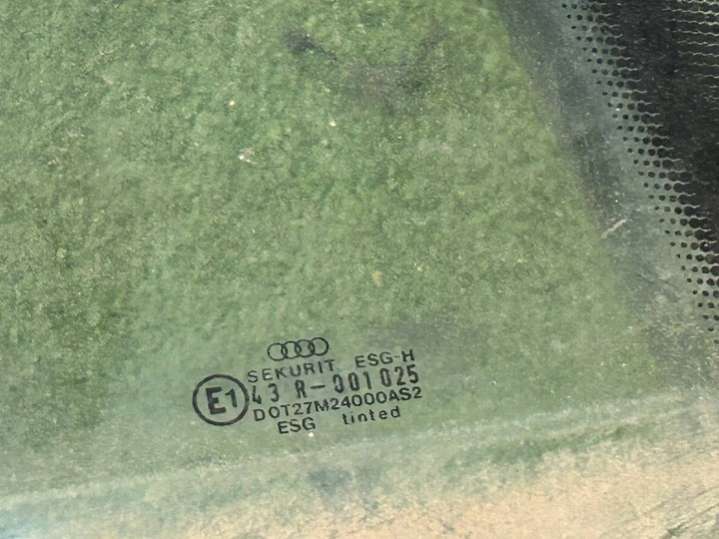 SEKURIT ESG-H
E1 43 R-001025
DOT27M24000AS2
ESG tinted